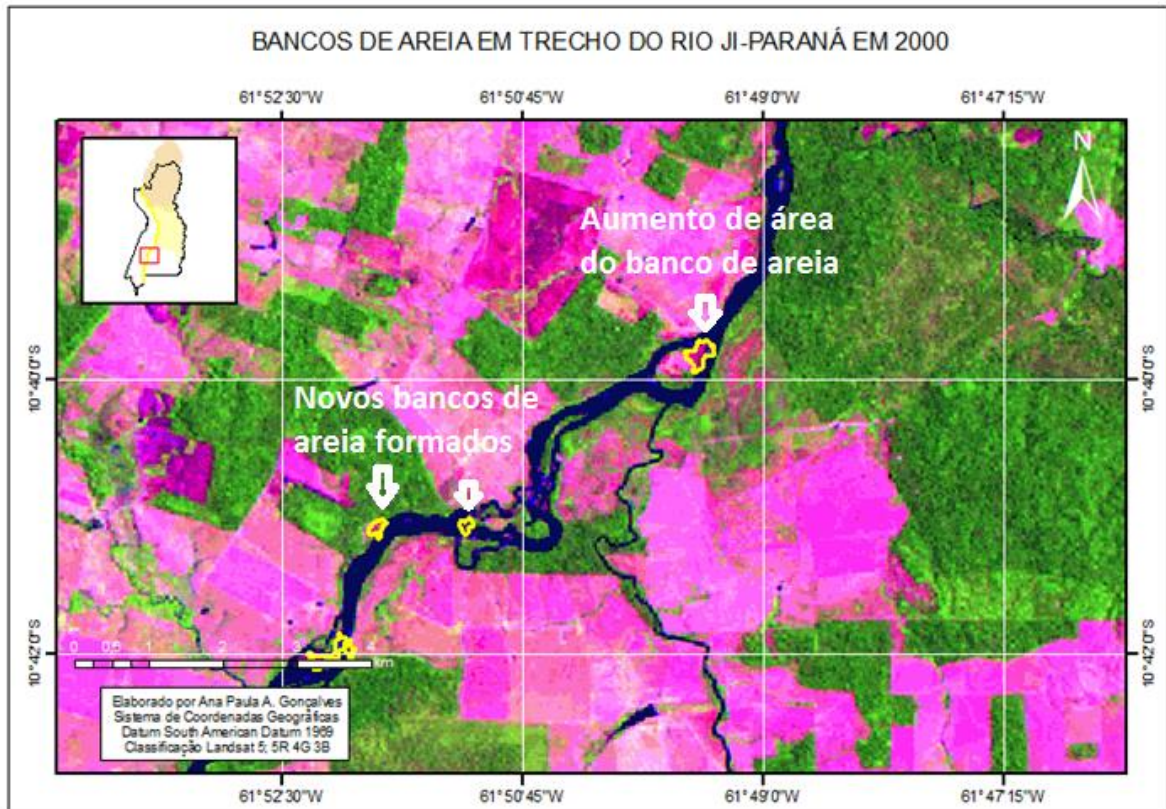 BANCOS DE AREIA EM TRECHO DO RIO JI-PARANÁ EM 2000
61°52'30"W 61°50'45"W 61°49'0"W 61°47'15"W
N
Aumento de área
do banco de areia
10°40'0"S 10°40'0"S
Novos bancos de
areia formados
10°42'0"S 10°42'0"S
0 0,5 1 2 3 4
km
Elaborado por Ana Paula A. Gonçalves
Sistema de Coordenadas Geográficas
Datum South American Datum 1969
Classificação Landsat 5; 5R 4G 3B
61°52'30"W 61°50'45"W 61°49'0"W 61°47'15"W